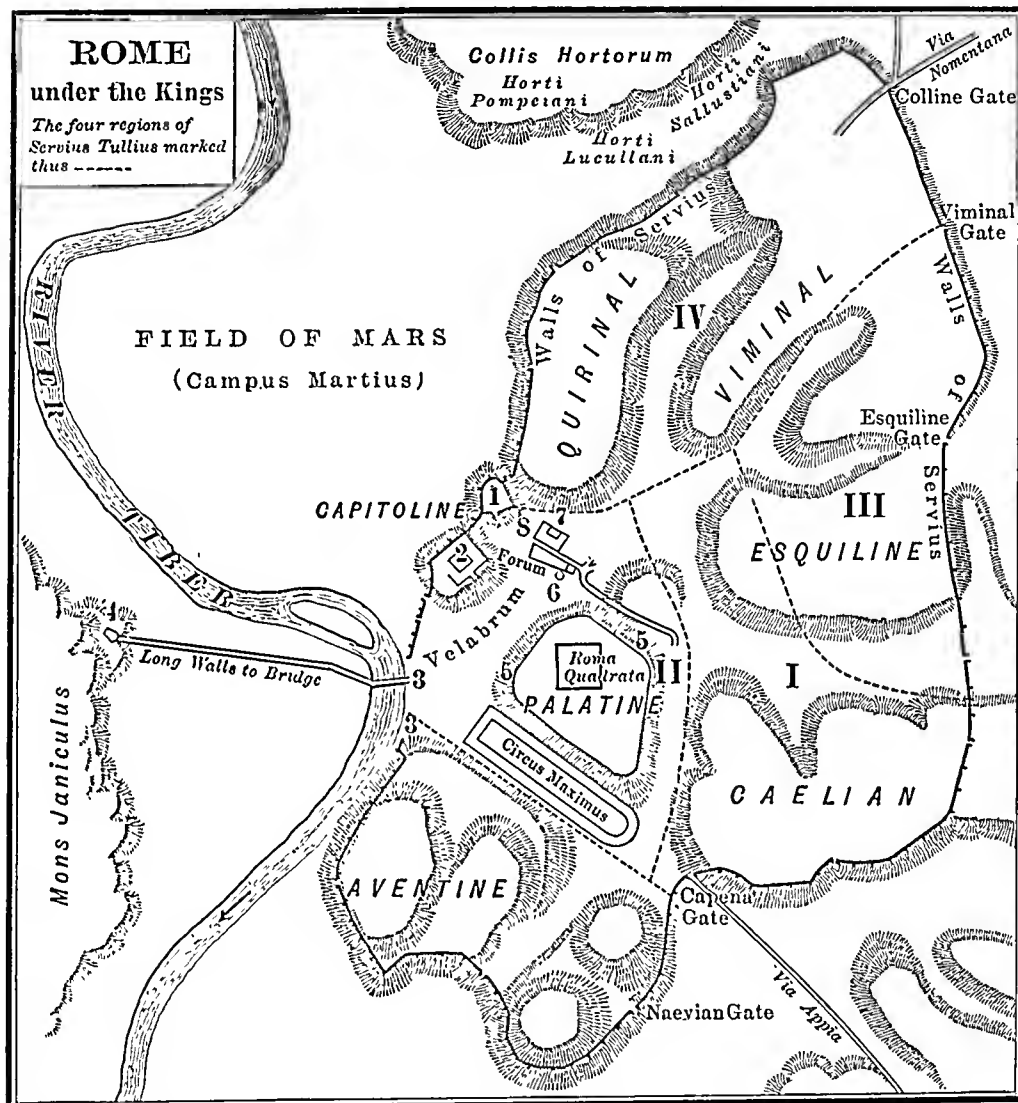 ROME
under the Kings
The four regions of
Servius Tullius marked
thus ------
Collis Hortorum
Horti
Pompeiani
Horti
Sallustiani
Horti
Lucullani
Via
Nomentana
Colline Gate
Viminal
Gate
Walls of Servius
Walls of Servius
RIVER TIBER
FIELD OF MARS
(Campus Martius)
QUIRINAL
IV
VIMINAL
Esquiline
Gate
III
ESQUILINE
CAPITOLINE
1
2
S
7
Forum
8
6
5
Velabrum
4
Long Walls to Bridge
3
3
6
Roma
Quadrata
PALATINE
II
I
Circus Maximus
CAELIAN
Mons Janiculus
AVENTINE
Capena
Gate
Via Appia
Naevian Gate